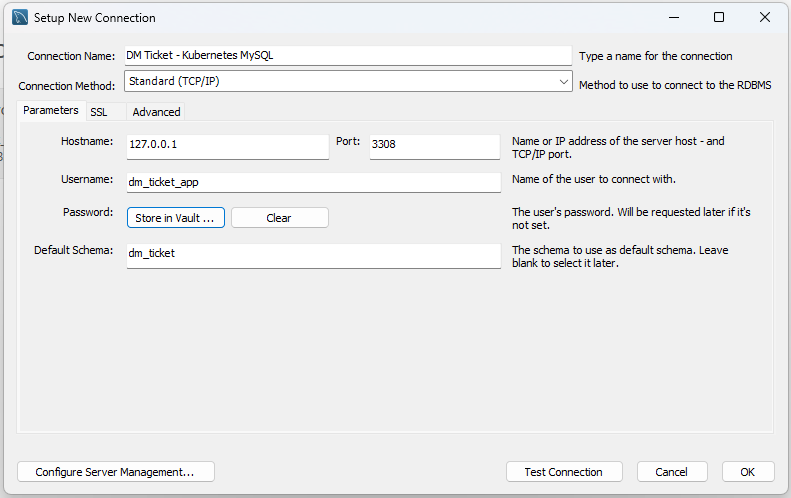 Setup New Connection
Connection Name: DM Ticket - Kubernetes MySQL Type a name for the connection
Connection Method: Standard (TCP/IP) Method to use to connect to the RDBMS
Parameters SSL Advanced
Hostname: 127.0.0.1 Port: 3308 Name or IP address of the server host - and
TCP/IP port.
Username: dm_ticket_app Name of the user to connect with.
Password: Store in Vault ... Clear The user's password. Will be requested later if it's
not set.
Default Schema: dm_ticket The schema to use as default schema. Leave
blank to select it later.
Configure Server Management... Test Connection Cancel OK